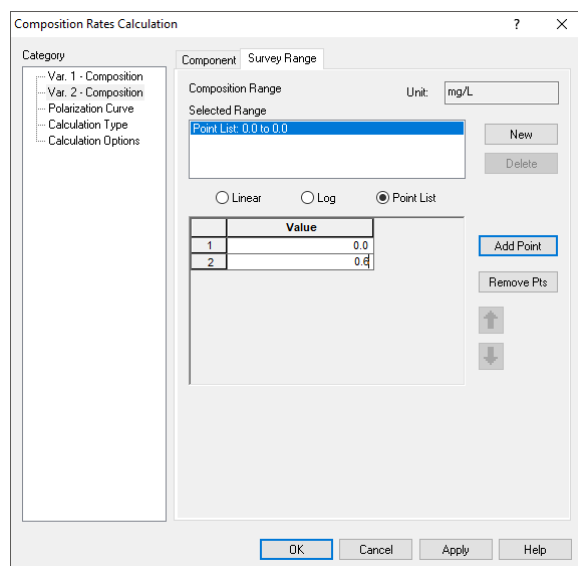 Composition Rates Calculation ? X
Category
Var. 1 - Composition
Var. 2 - Composition
Polarization Curve
Calculation Type
Calculation Options
Component Survey Range
Composition Range Unit: mg/L
Selected Range
Point List: 0.0 to 0.0
New
Delete
Linear Log Point List
Value
1 0.0
2 0.6
Add Point
Remove Pts
OK Cancel Apply Help